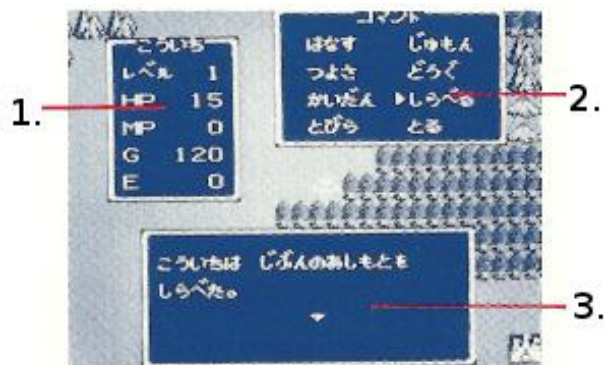 こういち
レベル 1
HP 15
MP 0
G 120
E 0
1.
コマンド
はなす じゅもん
つよさ どうぐ
かいだん ▶しらべる
とびら とる
2.
こういちは じぶんのあしもとを
しらべた。
3.